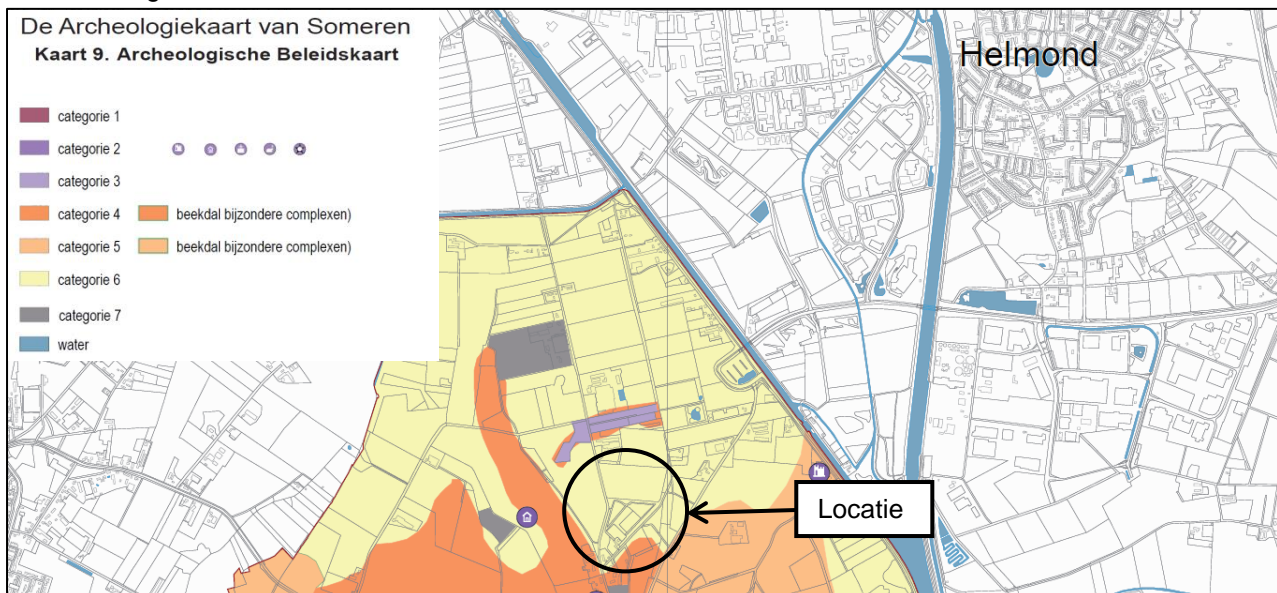 De Archeologiekaart van Someren
Kaart 9. Archeologische Beleidskaart
categorie 1
categorie 2
categorie 3
categorie 4
beekdal bijzondere complexen)
categorie 5
beekdal bijzondere complexen)
categorie 6
categorie 7
water
Helmond
Locatie